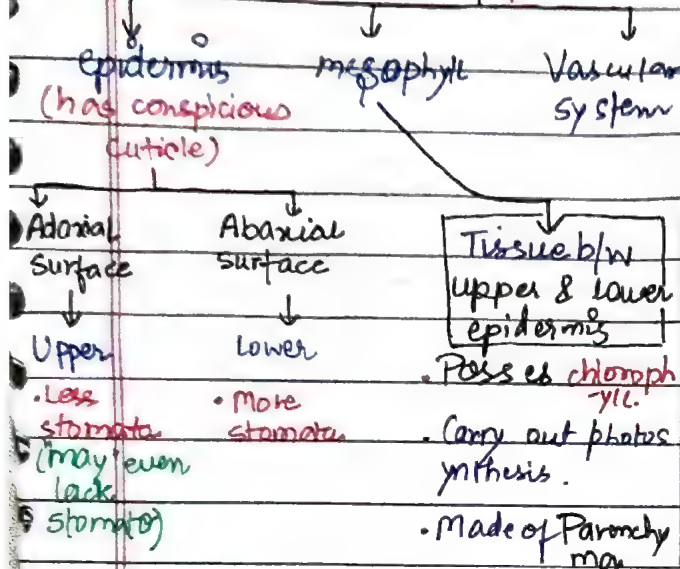 epidermis
(has conspicious
cuticle)
mesophyll
Vascular
system
Adaxial
surface
Upper
• Less
stomata
(may even
lack
stomata)
Abaxial
surface
Lower
• More
stomata
Tissue b/w
upper & lower
epidermis
• Posses chloroph
-yll.
• Carry out photos
ynthesis.
• Made of Parenchy
ma